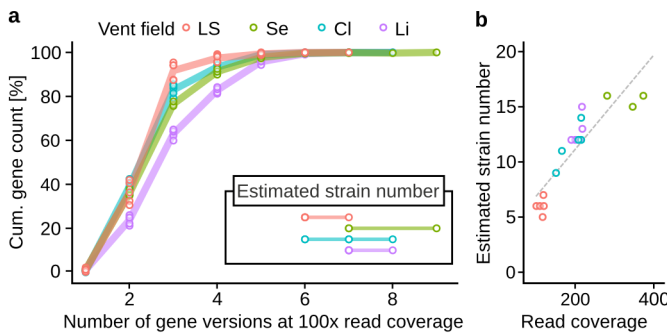 a
Vent field LS Se Cl Li
Cum. gene count [%]
100
80
60
40
20
0
Estimated strain number
2 4 6 8
Number of gene versions at 100x read coverage
b
Estimated strain number
20
15
10
5
0
200 400
Read coverage